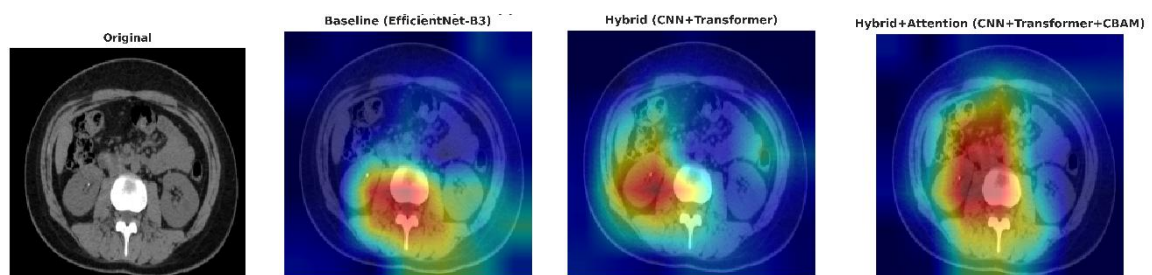 Baseline (EfficientNet-B3)
Hybrid (CNN+Transformer)
Hybrid+Attention (CNN+Transformer+CBAM)
Original